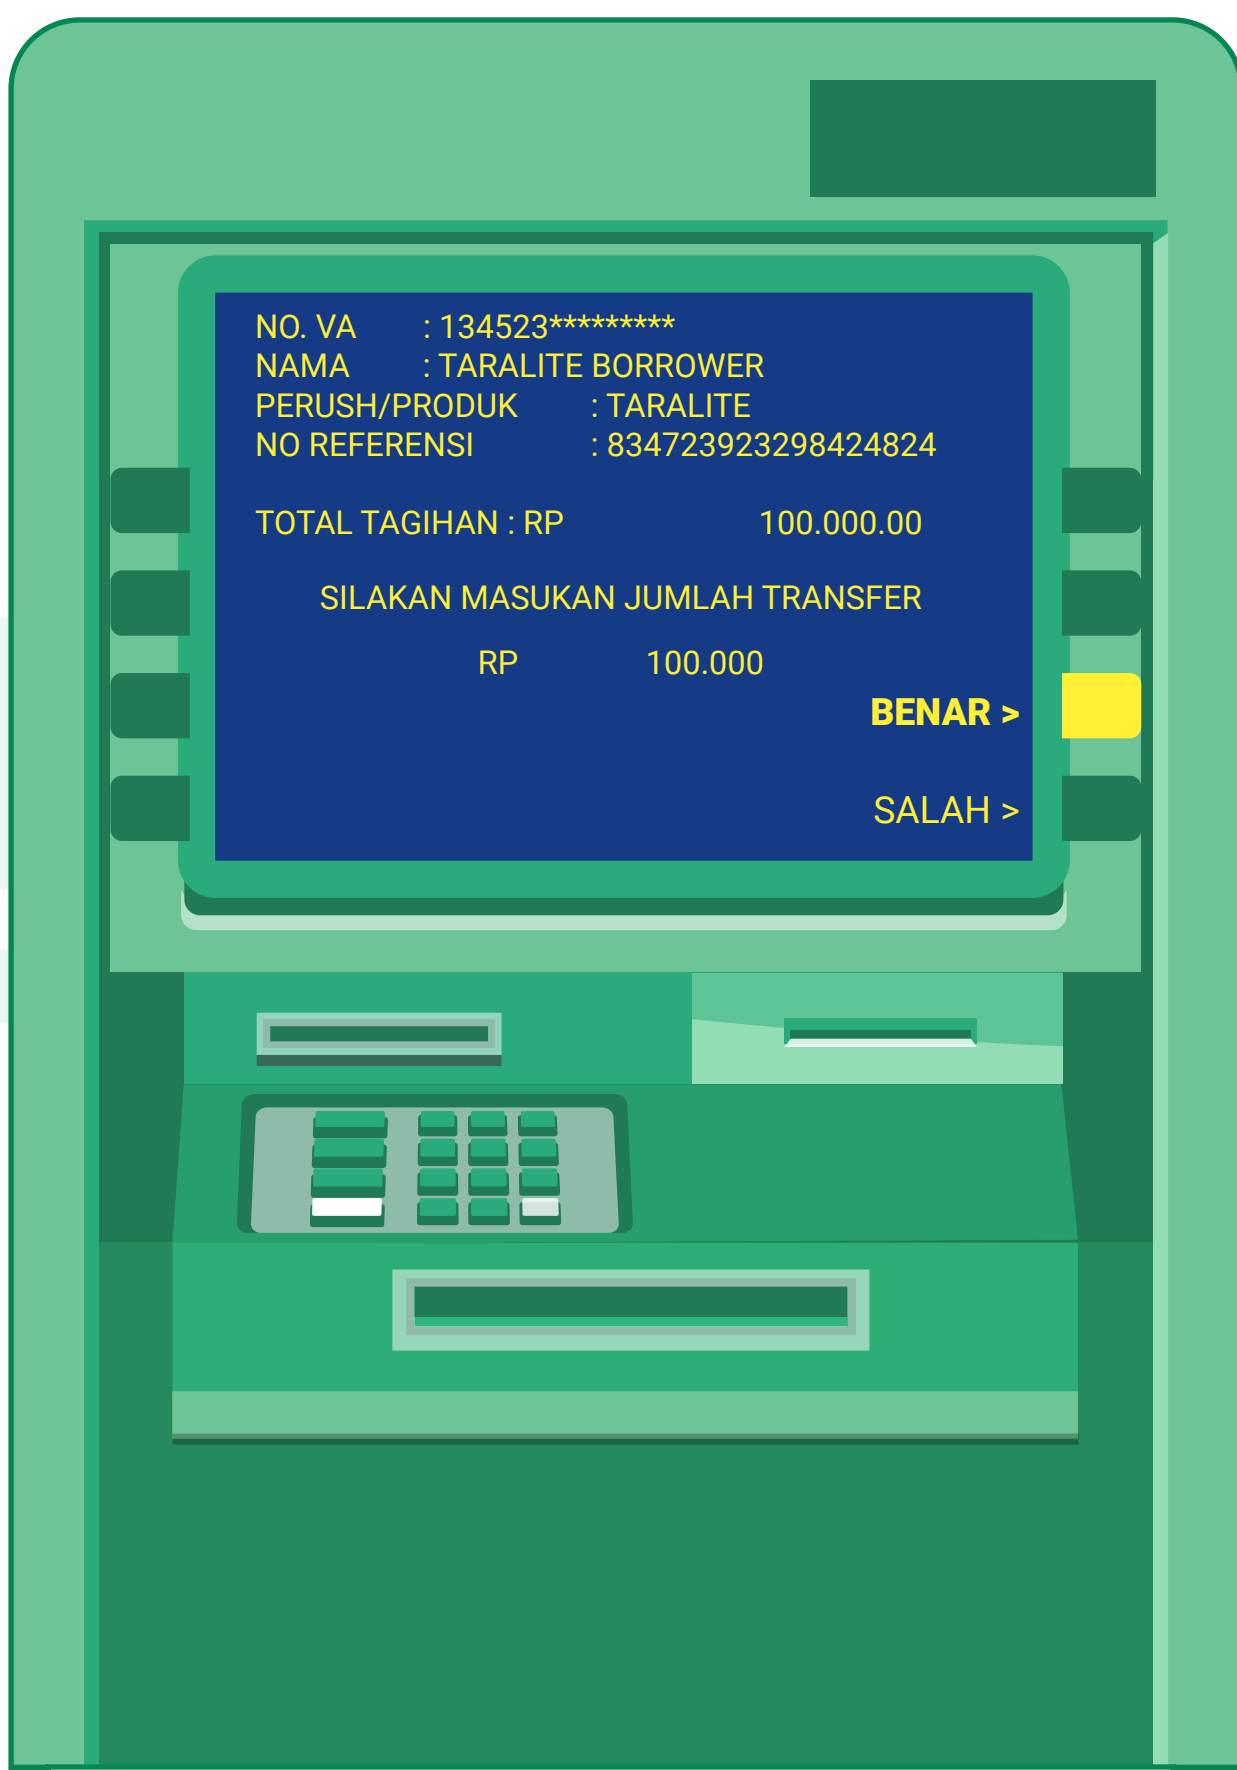 NO. VA : 134523*********
NAMA : TARALITE BORROWER
PERUSH/PRODUK : TARALITE
NO REFERENSI : 834723923298424824
TOTAL TAGIHAN : RP 100.000.00
SILAKAN MASUKAN JUMLAH TRANSFER
RP 100.000
BENAR >
SALAH >